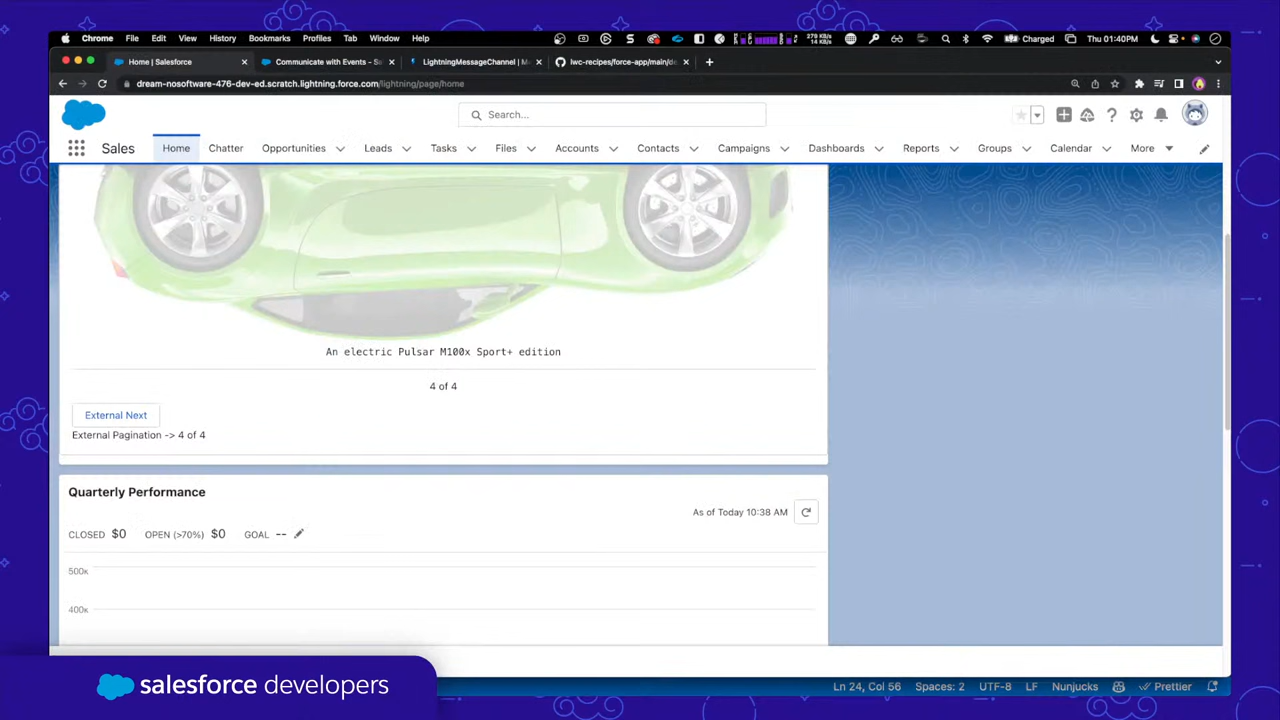 Chrome File Edit View History Bookmarks Profiles Tab Window Help
279 KB/s
14 KB/s
Charged
Thu 01:40PM
Home | Salesforce
Communicate with Events - Sa
LightningMessageChannel | M
lwc-recipes/force-app/main/de
dream-nosoftware-476-dev-ed.scratch.lightning.force.com/lightning/page/home
Search...
Sales
Home Chatter Opportunities Leads Tasks Files Accounts Contacts Campaigns Dashboards Reports Groups Calendar More
An electric Pulsar M100x Sport+ edition
4 of 4
External Next
External Pagination -> 4 of 4
Quarterly Performance
As of Today 10:38 AM
CLOSED $0 OPEN (>70%) $0 GOAL --
500K
400K
salesforce developers
Ln 24, Col 56 Spaces: 2 UTF-8 LF Nunjucks Prettier